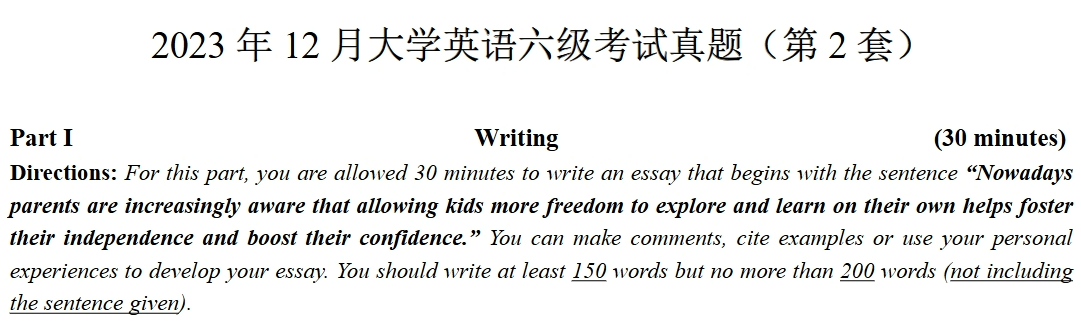 2023 年 12 月大学英语六级考试真题（第 2 套）
Part I Writing (30 minutes)
Directions: For this part, you are allowed 30 minutes to write an essay that begins with the sentence “Nowadays
parents are increasingly aware that allowing kids more freedom to explore and learn on their own helps foster
their independence and boost their confidence.” You can make comments, cite examples or use your personal
experiences to develop your essay. You should write at least 150 words but no more than 200 words (not including
the sentence given).